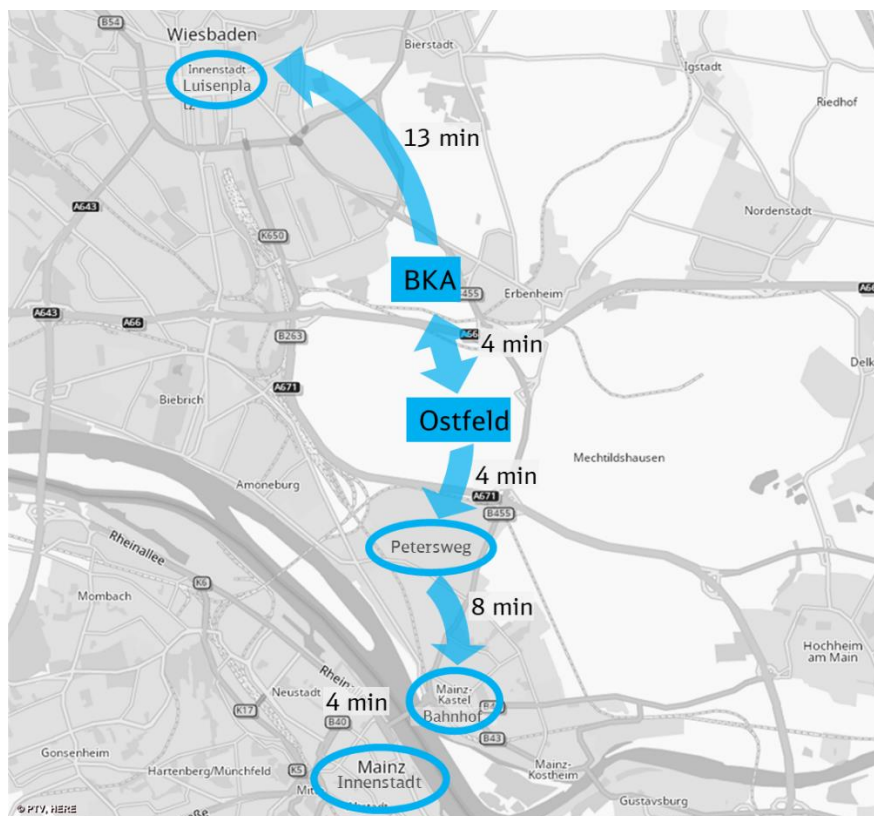 B54
Wiesbaden
Bierstadt
Innenstadt
Luisenpla
tz
Igstadt
Riedhof
13 min
A643
Nordenstadt
K650
BKA
455
Erbenheim
A66
A643
A66
B263
A66
4 min
Delk
A671
Biebrich
Ostfeld
Mechtildshausen
4 min
Amöneburg
A671
B455
Rheinallee
Petersweg
K6
Mombach
8 min
Hochheim
am Main
Neustadt
Mainz-
Kastel
Bahnhof
4 min
K17
B40
B43
Gonsenheim
Mainz
Innenstadt
Mainz-
Kostheim
Hartenberg/Münchfeld
K5
Gustavsburg
© PTV, HERE